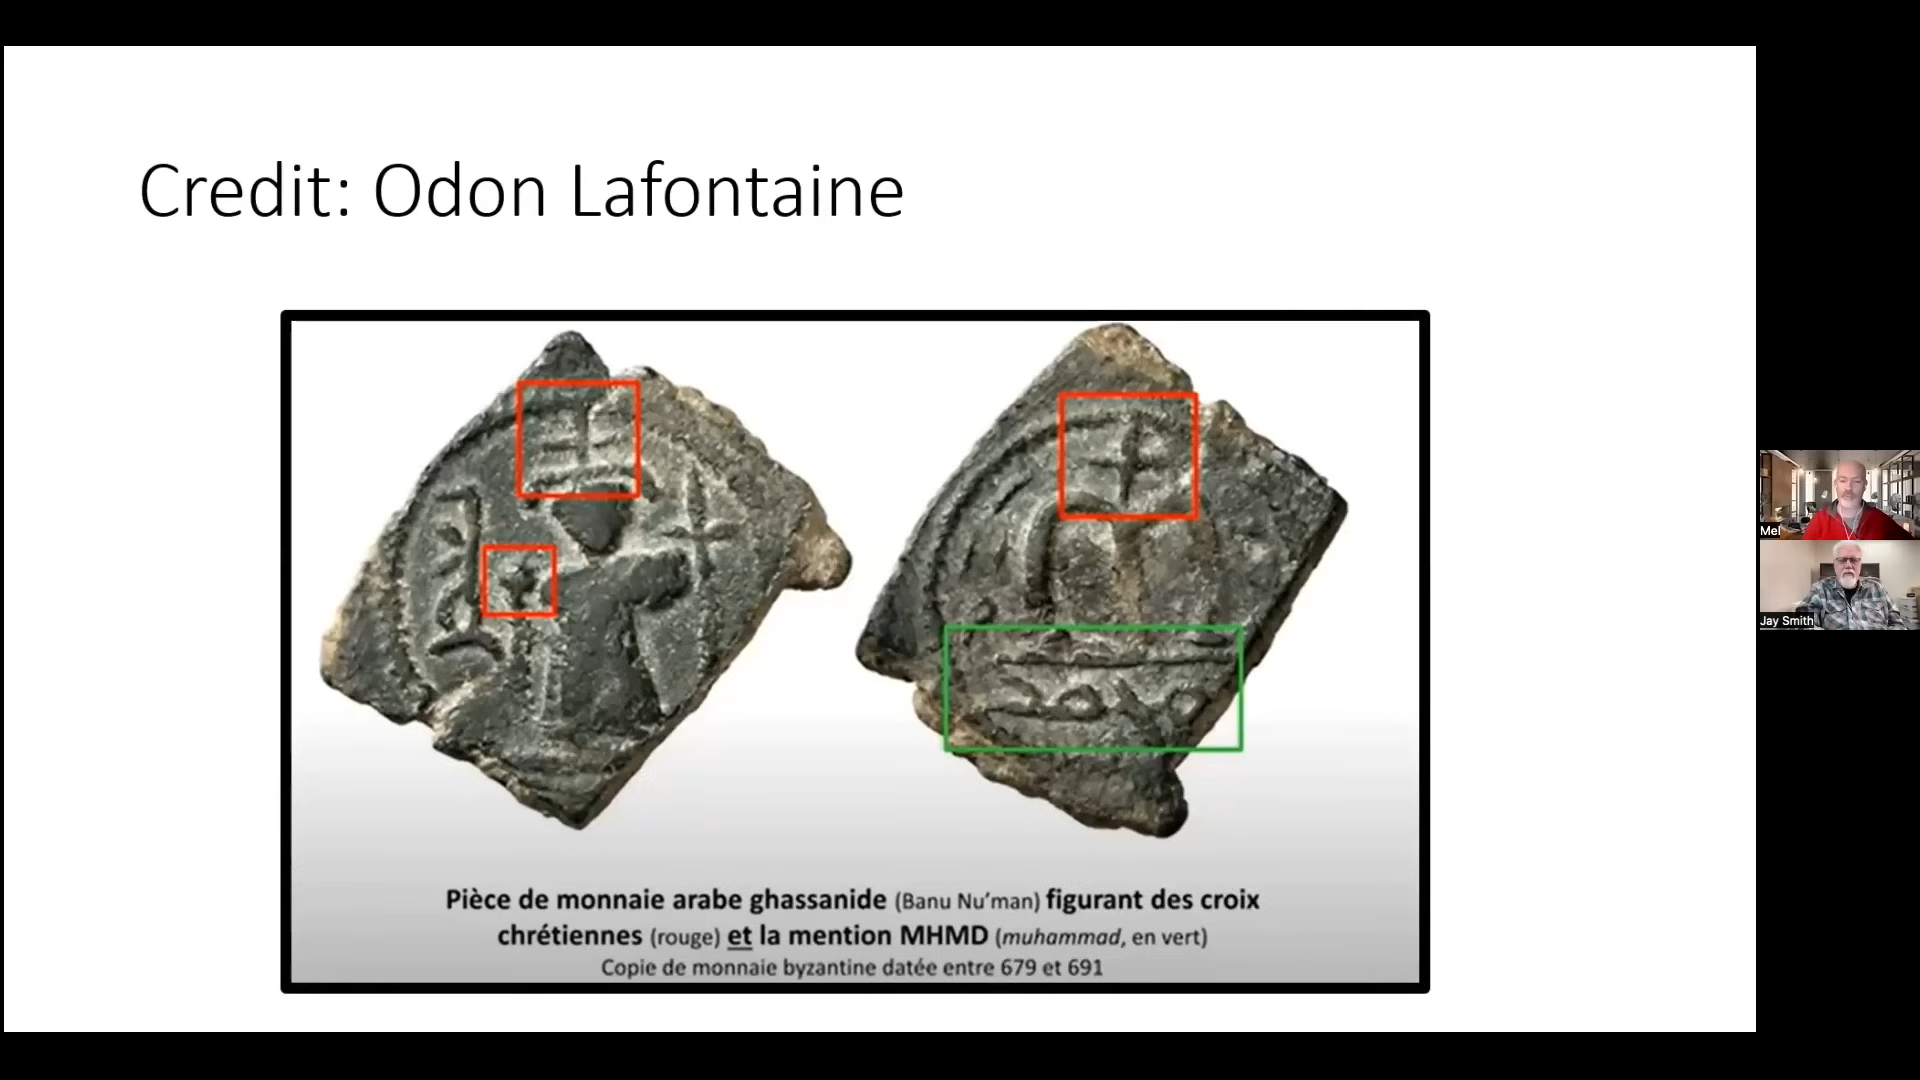 Credit: Odon Lafontaine
Pièce de monnaie arabe ghassanide (Banu Nu’man) figurant des croix
chrétiennes (rouge) et la mention MHMD (muhammad, en vert)
Copie de monnaie byzantine datée entre 679 et 691
Mel
Jay Smith